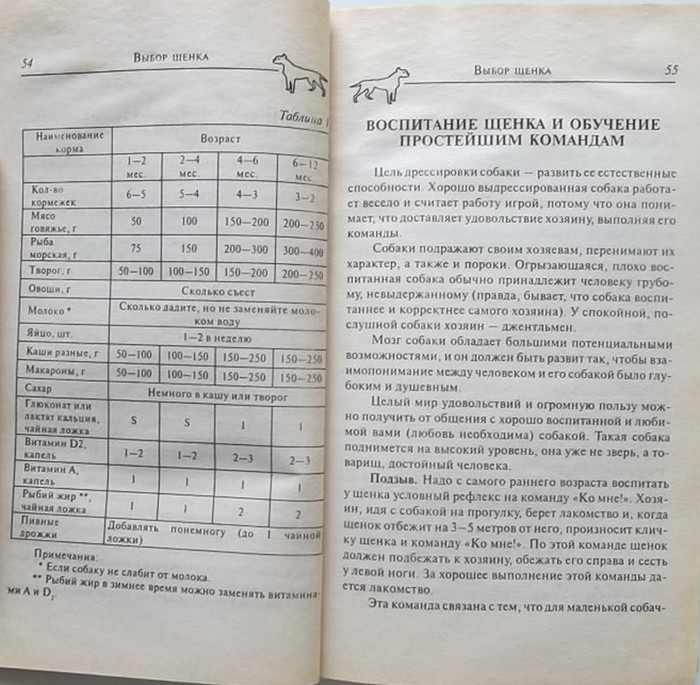 54
ВЫБОР ЩЕНКА
Таблица 1
Наименование корма
Возраст
1—2 мес.
2—4 мес.
4—6 мес.
6—12 мес.
Кол-во кормежек
6—5
5—4
4—3
3—2
Мясо говяжье, г
50
100
150—200
200—250
Рыба морская, г
75
150
200—300
300—400
Творог, г
50—100
100—150
150—200
200—250
Овощи, г
Сколько съест
Молоко *
Сколько дадите, но не заменяйте моло-
ком воду
Яйцо, шт.
1—2 в неделю
Каши разные, г
50—100
100—150
150—250
150—250
Макароны, г
50—100
100—150
150—250
150—250
Сахар
Немного в кашу или творог
Глюконат или
лактат кальция,
чайная ложка
S
S
1
1
Витамин D2,
капель
1—2
1—2
2—3
2—3
Витамин А,
капель
1
1
1
1
Рыбий жир **,
чайная ложка
1
1
2
2
Пивные
дрожжи
Добавлять понемногу (до 1 чайной
ложки)
Примечания:
* Если собаку не слабит от молока.
** Рыбий жир в зимнее время можно заменять витамина-
ми А и D2.
ВЫБОР ЩЕНКА
55
ВОСПИТАНИЕ ЩЕНКА И ОБУЧЕНИЕ
ПРОСТЕЙШИМ КОМАНДАМ
Цель дрессировки собаки — развить ее естественные
способности. Хорошо выдрессированная собака работа-
ет весело и считает работу игрой, потому что она пони-
мает, что доставляет удовольствие хозяину, выполняя его
команды.
Собаки подражают своим хозяевам, перенимают их
характер, а также и пороки. Огрызающаяся, плохо вос-
питанная собака обычно принадлежит человеку грубо-
му, невыдержанному (правда, бывает, что собака воспи-
таннее и корректнее самого хозяина). У спокойной, по-
слушной собаки хозяин — джентльмен.
Мозг собаки обладает большими потенциальными
возможностями, и он должен быть развит так, чтобы вза-
имопонимание между человеком и его собакой было глу-
боким и душевным.
Целый мир удовольствий и огромную пользу мож-
но получить от общения с хорошо воспитанной и люби-
мой вами (любовь необходима) собакой. Такая собака
поднимется на высокий уровень, она уже не зверь, а то-
варищ, достойный человека.
Подзыв. Надо с самого раннего возраста воспитать
у щенка условный рефлекс на команду «Ко мне!». Хозя-
ин, идя с собакой на прогулку, берет лакомство и, когда
щенок отбежит на 3—5 метров от него, произносит клич-
ку щенка и команду «Ко мне!». По этой команде щенок
должен подбежать к хозяину, обежать его справа и сесть
у левой ноги. За хорошее выполнение этой команды да-
ется лакомство.
Эта команда связана с тем, что для маленькой собач-